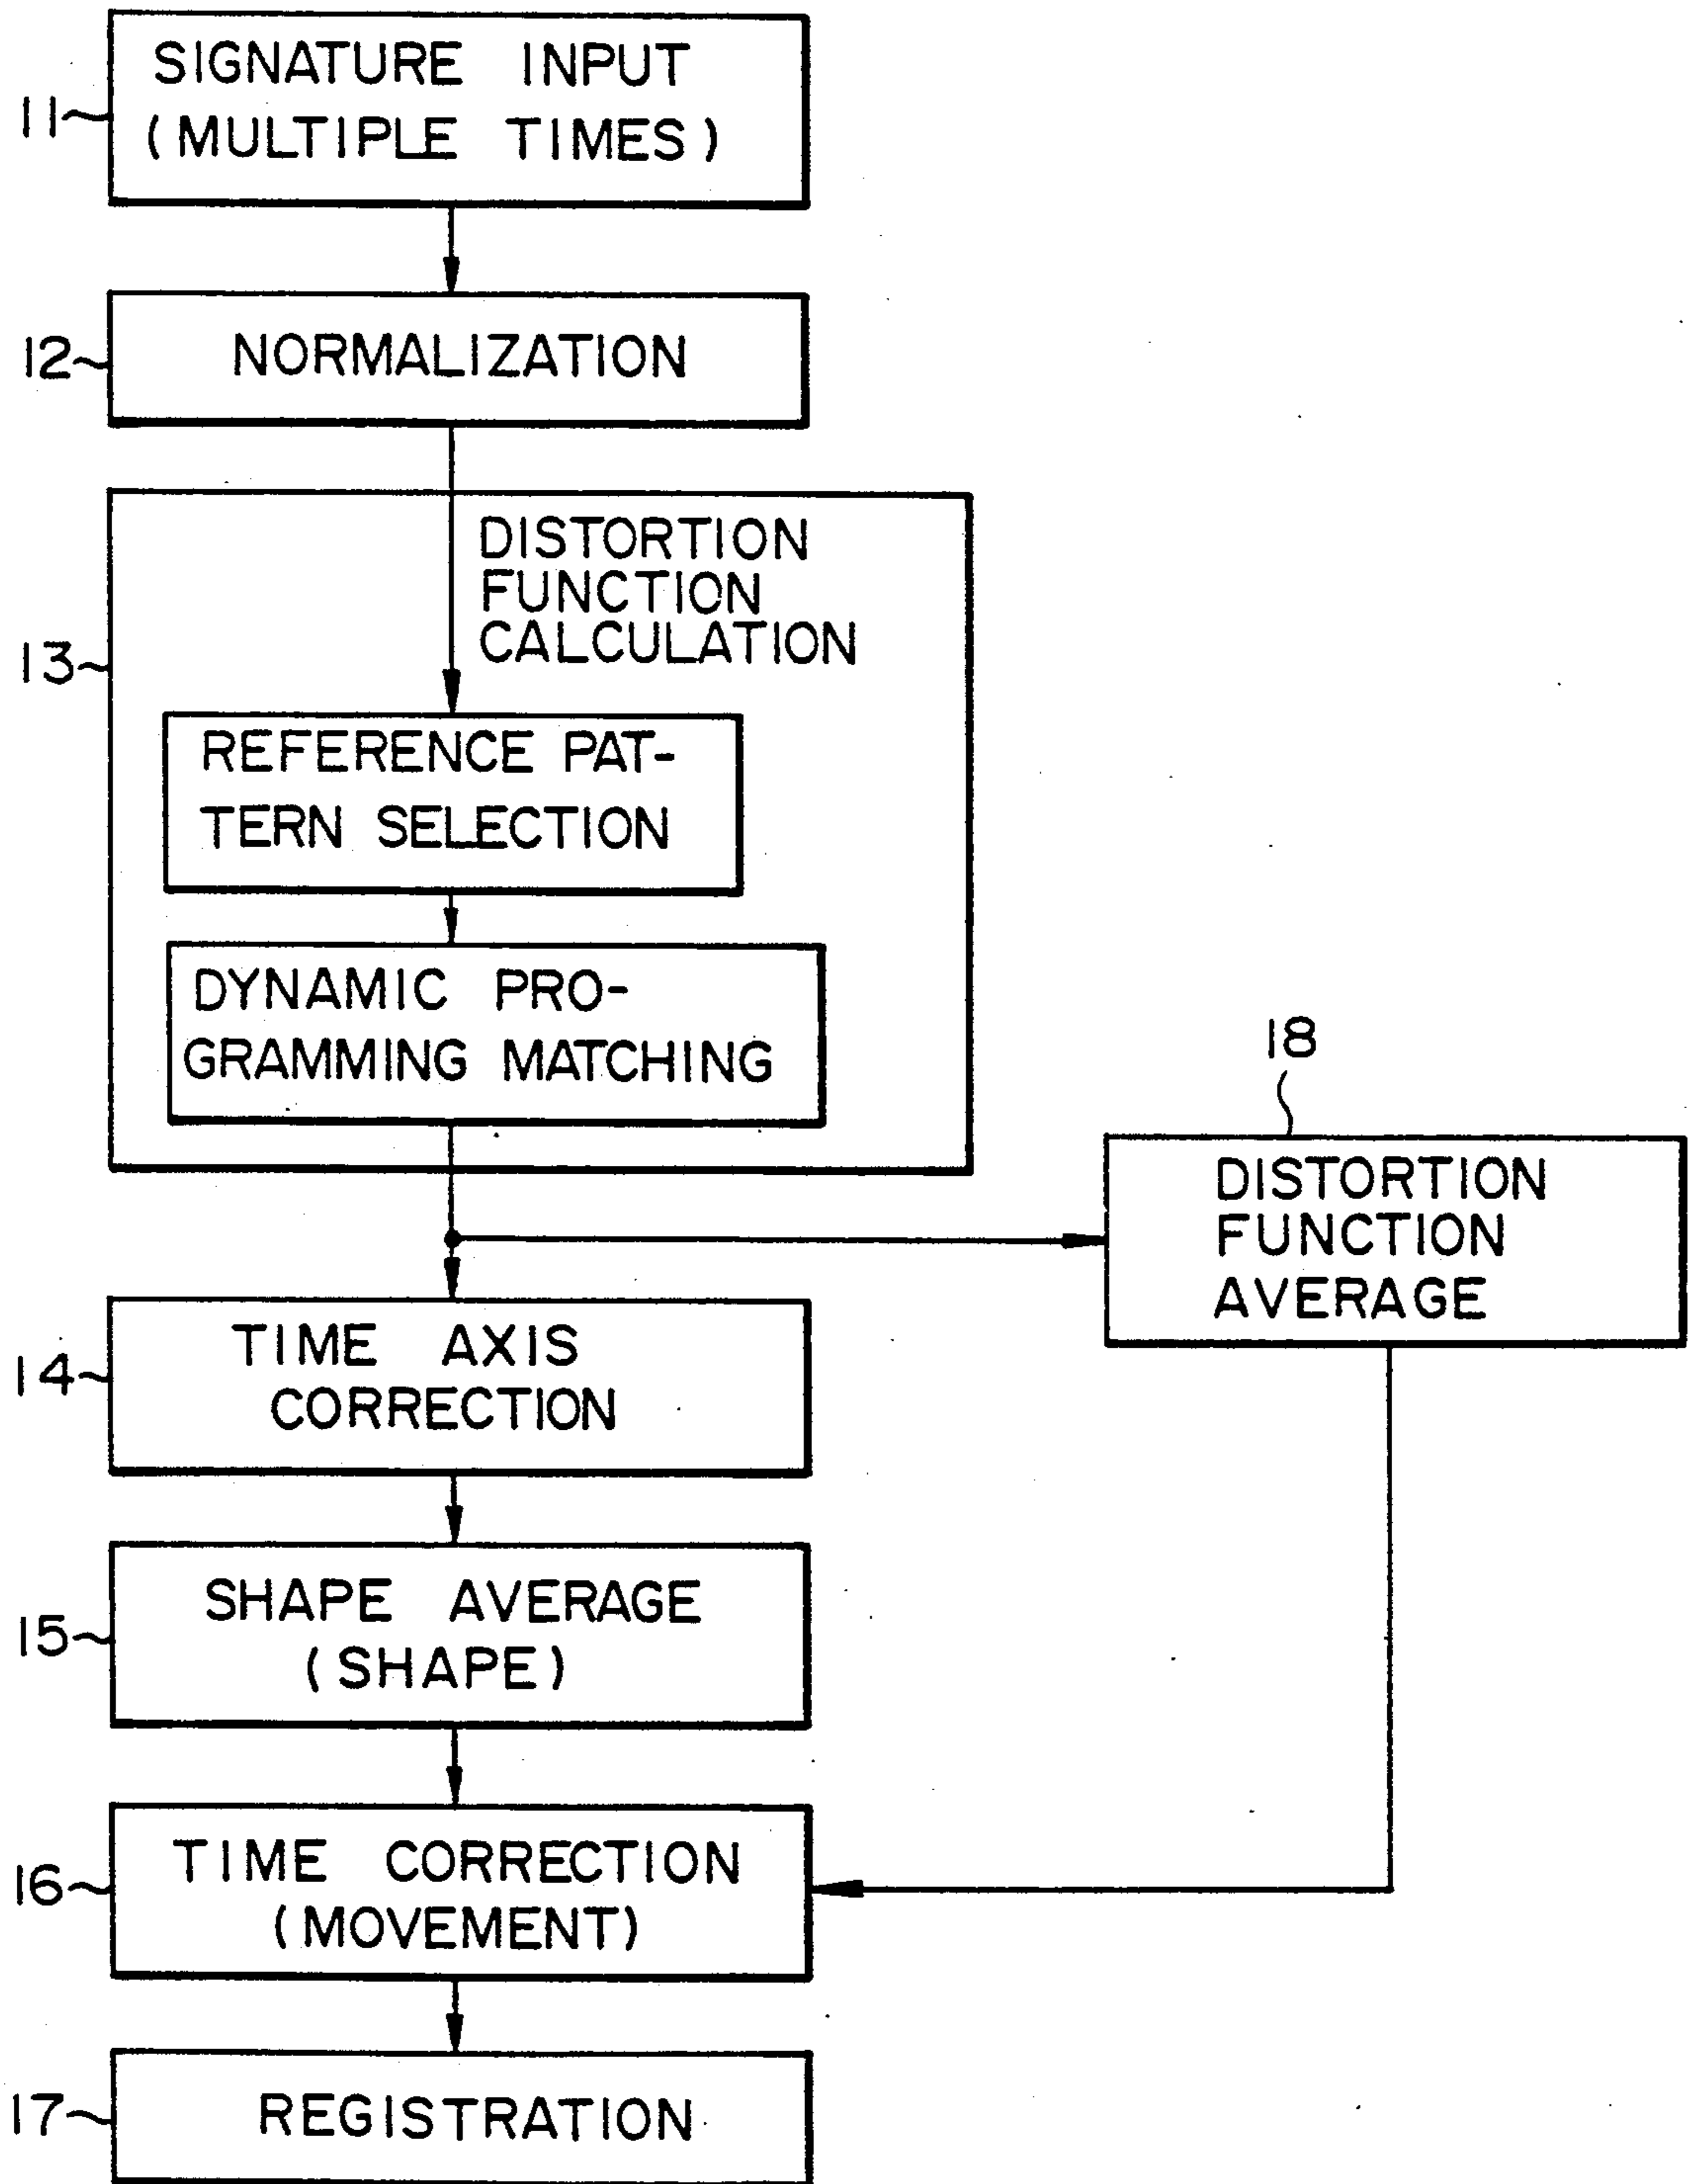 SIGNATURE INPUT
11
(MULTIPLE TIMES)
12
NORMALIZATION
DISTORTION
FUNCTION
CALCULATION
13
REFERENCE PAT-
TERN SELECTION
DYNAMIC PRO-
GRAMMING MATCHING
18
DISTORTION
FUNCTION
AVERAGE
TIME AXIS
14
CORRECTION
SHAPE AVERAGE
15
(SHAPE)
TIME CORRECTION
16
(MOVEMENT)
17
REGISTRATION